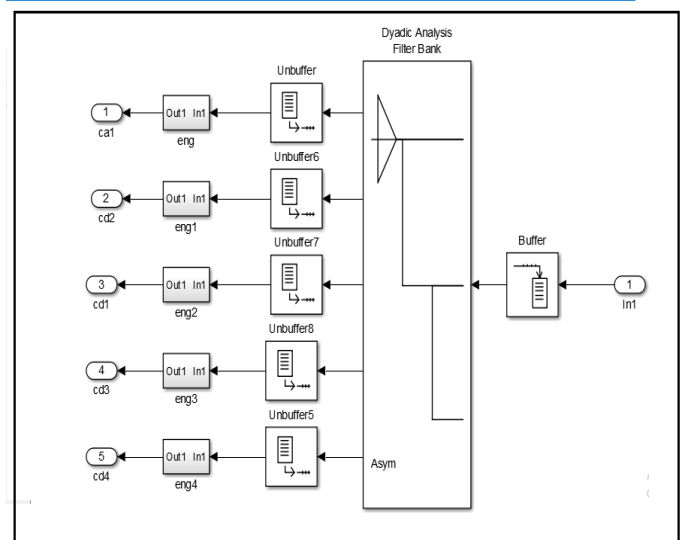 Dyadic Analysis
Filter Bank
Unbuffer
1
Out1 In1
ca1
eng
Unbuffer6
2
Out1 In1
cd2
eng1
Unbuffer7
Buffer
3
Out1 In1
1
cd1
eng2
In1
Unbuffer8
4
Out1 In1
cd3
eng3
Unbuffer5
5
Out1 In1
Asym
cd4
eng4